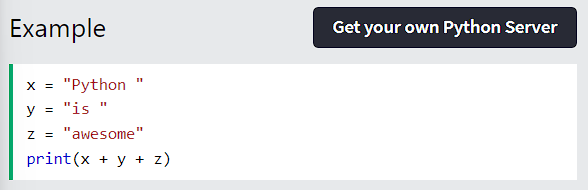 Example
Get your own Python Server
x = "Python "
y = "is "
z = "awesome"
print(x + y + z)